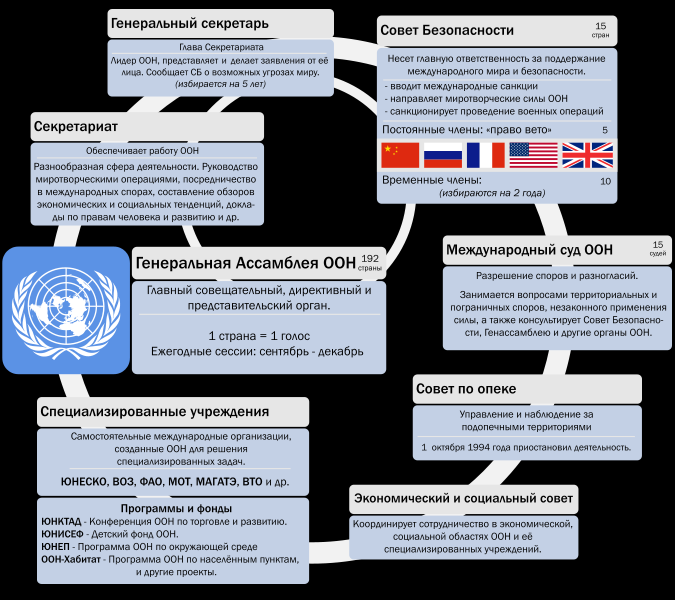 Генеральный секретарь
Глава Секретариата
Лидер ООН, представляет и делает заявления от её
лица. Сообщает СБ о возможных угрозах миру.
(избирается на 5 лет)
Совет Безопасности
15
стран
Несет главную ответственность за поддержание
международного мира и безопасности.
- вводит международные санкции
- направляет миротворческие силы ООН
- санкционирует проведение военных операций
Постоянные члены: «право вето» 5
Временные члены: 10
(избираются на 2 года)
Секретариат
Обеспечивает работу ООН
Разнообразная сфера деятельности. Руководство
миротворческими операциями, посредничество
в международных спорах, составление обзоров
экономических и социальных тенденций, докла-
ды по правам человека и развитию и др.
Генеральная Ассамблея ООН
192
страны
Главный совещательный, директивный и
представительский орган.
1 страна = 1 голос
Ежегодные сессии: сентябрь - декабрь
Международный суд ООН
15
судей
Разрешение споров и разногласий.
Занимается вопросами территориальных и
пограничных споров, незаконного применения
силы, а также консультирует Совет Безопасно-
сти, Генассамблею и другие органы ООН.
Совет по опеке
Управление и наблюдение за
подопечными территориями
1 октября 1994 года приостановил деятельность.
Специализированные учреждения
Самостоятельные международные организации,
созданные ООН для решения
специализированных задач.
ЮНЕСКО, ВОЗ, ФАО, МОТ, МАГАТЭ, ВТО и др.
Программы и фонды
ЮНКТАД - Конференция ООН по торговле и развитию.
ЮНИСЕФ - Детский фонд ООН.
ЮНЕП - Программа ООН по окружающей среде
ООН-Хабитат - Программа ООН по населённым пунктам,
и другие проекты.
Экономический и социальный совет
Координирует сотрудничество в экономической,
социальной областях ООН и её
специализированных учреждений.